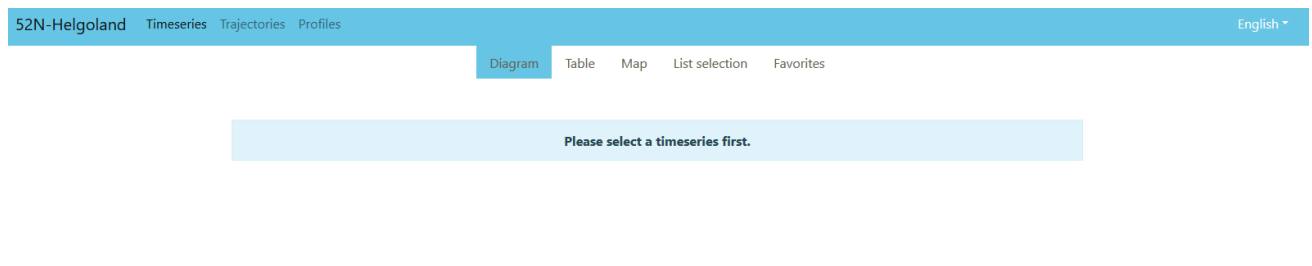 52N-Helgoland Timeseries Trajectories Profiles English
Diagram Table Map List selection Favorites
Please select a timeseries first.